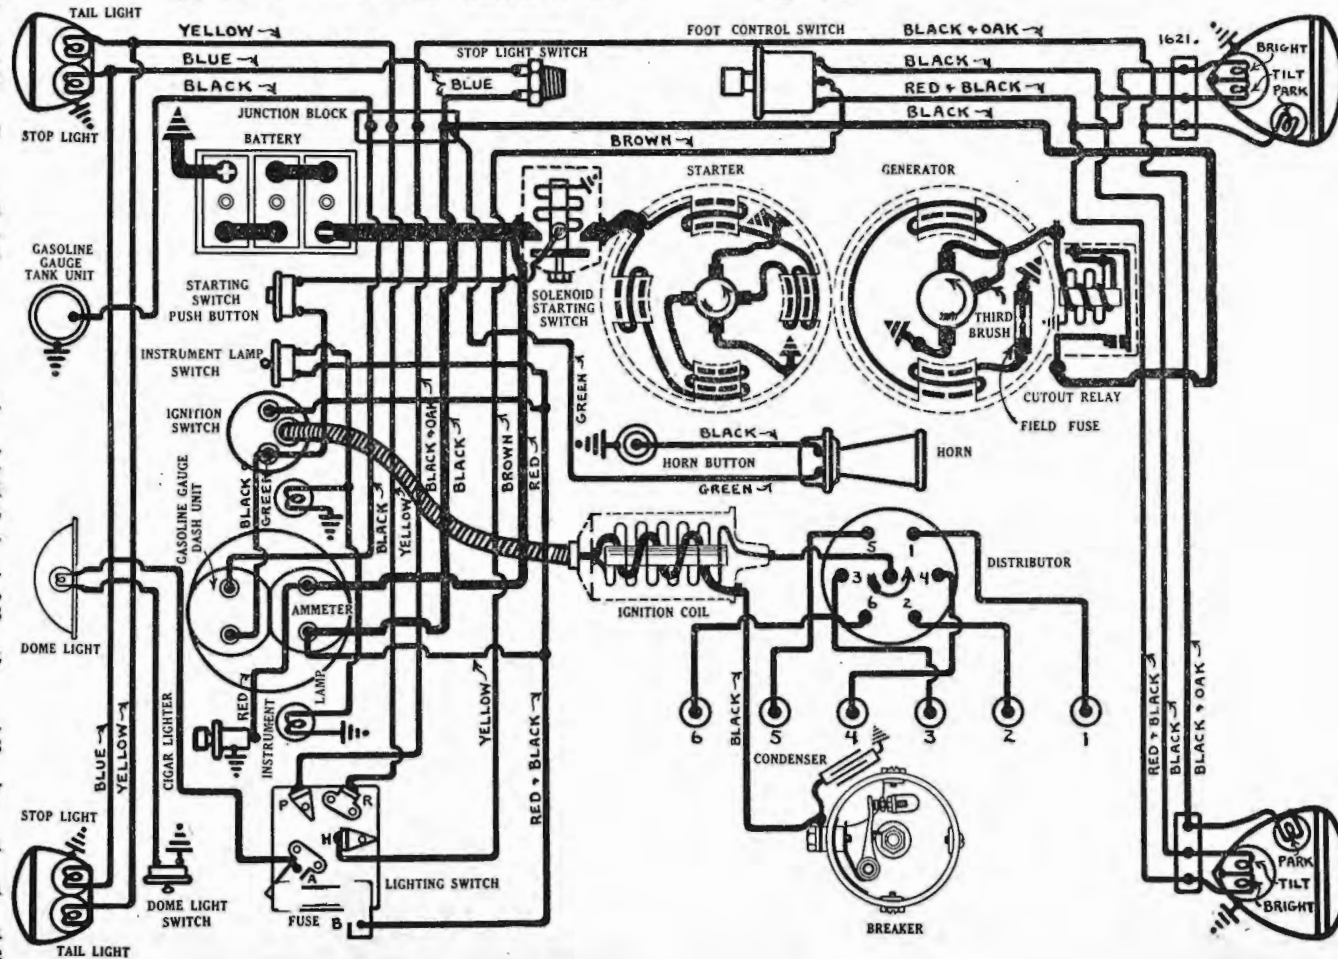 TAIL LIGHT
YELLOW
BLUE
BLACK
STOP LIGHT SWITCH
BLUE
FOOT CONTROL SWITCH
BLACK & OAK
1621.
BRIGHT
TILT
PARK
RED & BLACK
BLACK
STOP LIGHT
JUNCTION BLOCK
BATTERY
BROWN
STARTER
GENERATOR
GASOLINE
GAUGE
TANK UNIT
STARTING
SWITCH
PUSH BUTTON
SOLENOID
STARTING
SWITCH
THIRD
BRUSH
INSTRUMENT LAMP
SWITCH
CUTOUT RELAY
FIELD FUSE
IGNITION
SWITCH
GREEN
BLACK & OAK
BLACK
BROWN
RED
BLACK
HORN BUTTON
HORN
GREEN
BLACK
GREEN
GASOLINE GAUGE
DASH UNIT
BLACK
YELLOW
AMMETER
IGNITION COIL
DISTRIBUTOR
5
1
3
4
6
2
DOME LIGHT
RED
LAMP
INSTRUMENT
YELLOW
RED & BLACK
BLACK
6
5
4
3
2
1
BLUE
YELLOW
CIGAR LIGHTER
CONDENSER
RED & BLACK
BLACK
BLACK & OAK
P
R
H
A
B
LIGHTING SWITCH
FUSE
STOP LIGHT
DOME LIGHT
SWITCH
TAIL LIGHT
BREAKER
PARK
TILT
BRIGHT